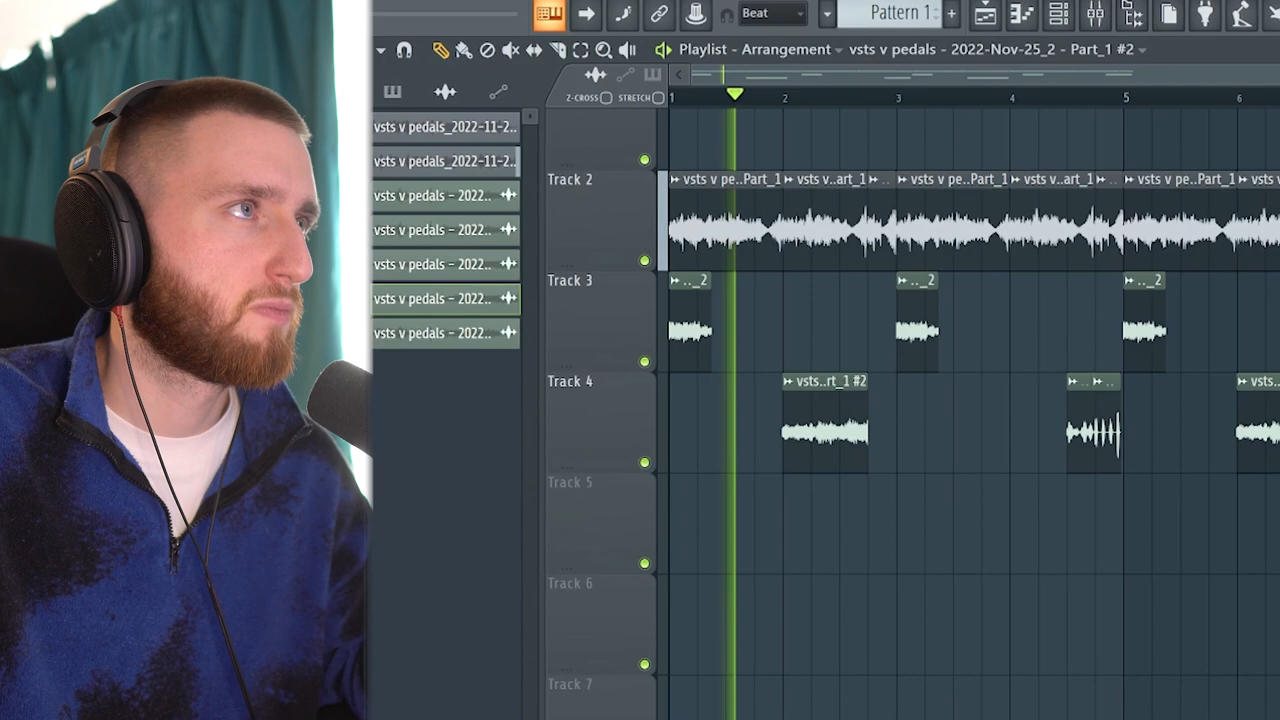 Beat
Pattern 1
+
Playlist - Arrangement
vsts v pedals - 2022-Nov-25_2 - Part_1 #2
Z-CROSS
STRETCH
1 2 3 4 5 6
vsts v pedals_2022-11-2..
vsts v pedals_2022-11-2..
vsts v pedals - 2022..
vsts v pedals - 2022..
vsts v pedals - 2022..
vsts v pedals - 2022..
vsts v pedals - 2022..
Track 2
vsts v pe..Part_1 vsts v..art_1 .. vsts v pe..Part_1 vsts v..art_1 .. vsts v pe..Part_1 vsts v
Track 3
.._2 .._2 .._2
Track 4
vsts..rt_1 #2 .. .. vsts..
Track 5
Track 6
Track 7